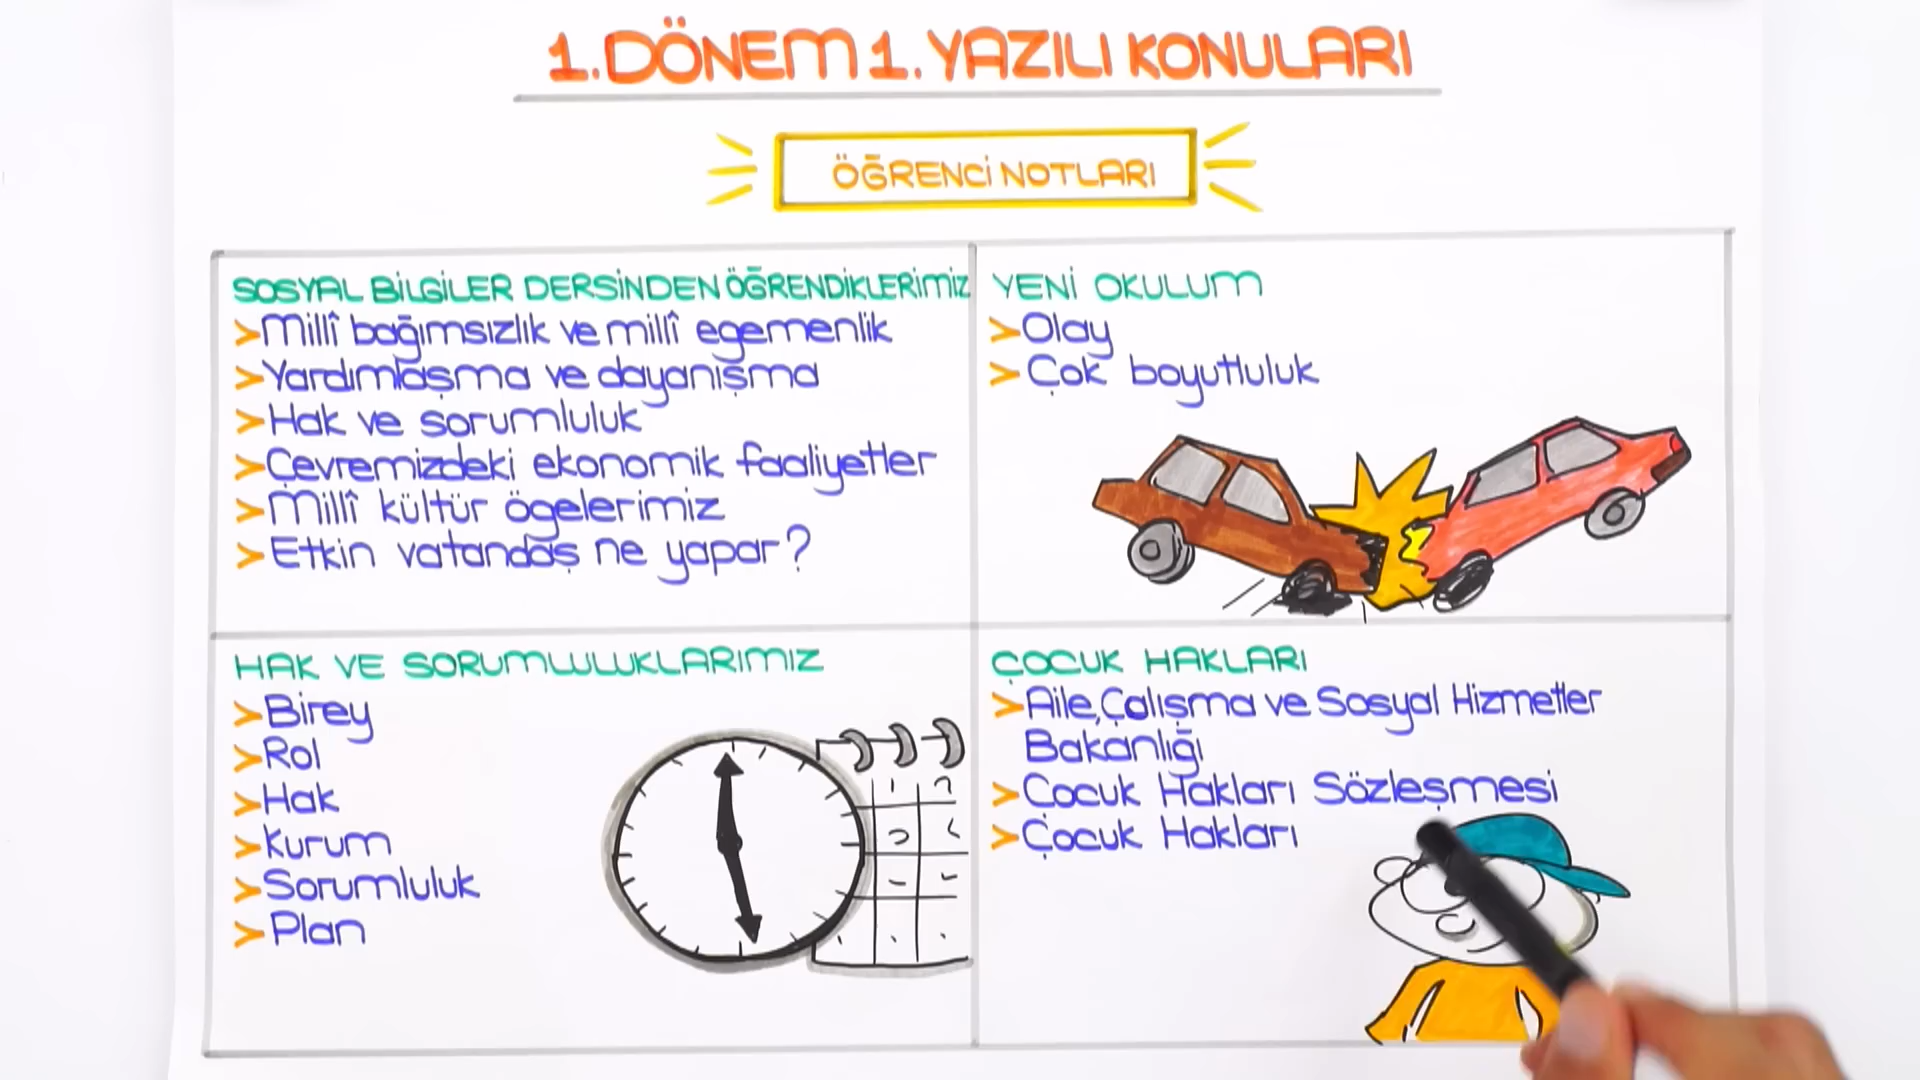 1. DÖNEM 1. YAZILI KONULARI
ÖĞRENCİ NOTLARI
SOSYAL BİLGİLER DERSİNDEN ÖĞRENDİKLERİMİZ
➤Millî bağımsızlık ve millî egemenlik
➤Yardımlaşma ve dayanışma
➤Hak ve sorumluluk
➤Çevremizdeki ekonomik faaliyetler
➤Millî kültür ögelerimiz
➤Etkin vatandaş ne yapar?
YENİ OKULUM
➤Olay
➤Çok boyutluluk
HAK VE SORUMLULUKLARIMIZ
➤Birey
➤Rol
➤Hak
➤Kurum
➤Sorumluluk
➤Plan
ÇOCUK HAKLARI
➤Aile, Çalışma ve Sosyal Hizmetler
Bakanlığı
➤Çocuk Hakları Sözleşmesi
➤Çocuk Hakları